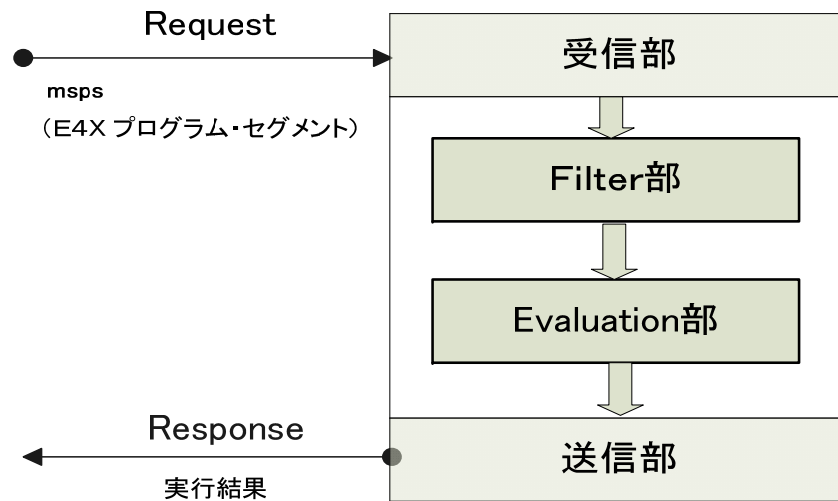 Request
受信部
msps
（E4X プログラム・セグメント）
Filter部
Evaluation部
Response
送信部
実行結果